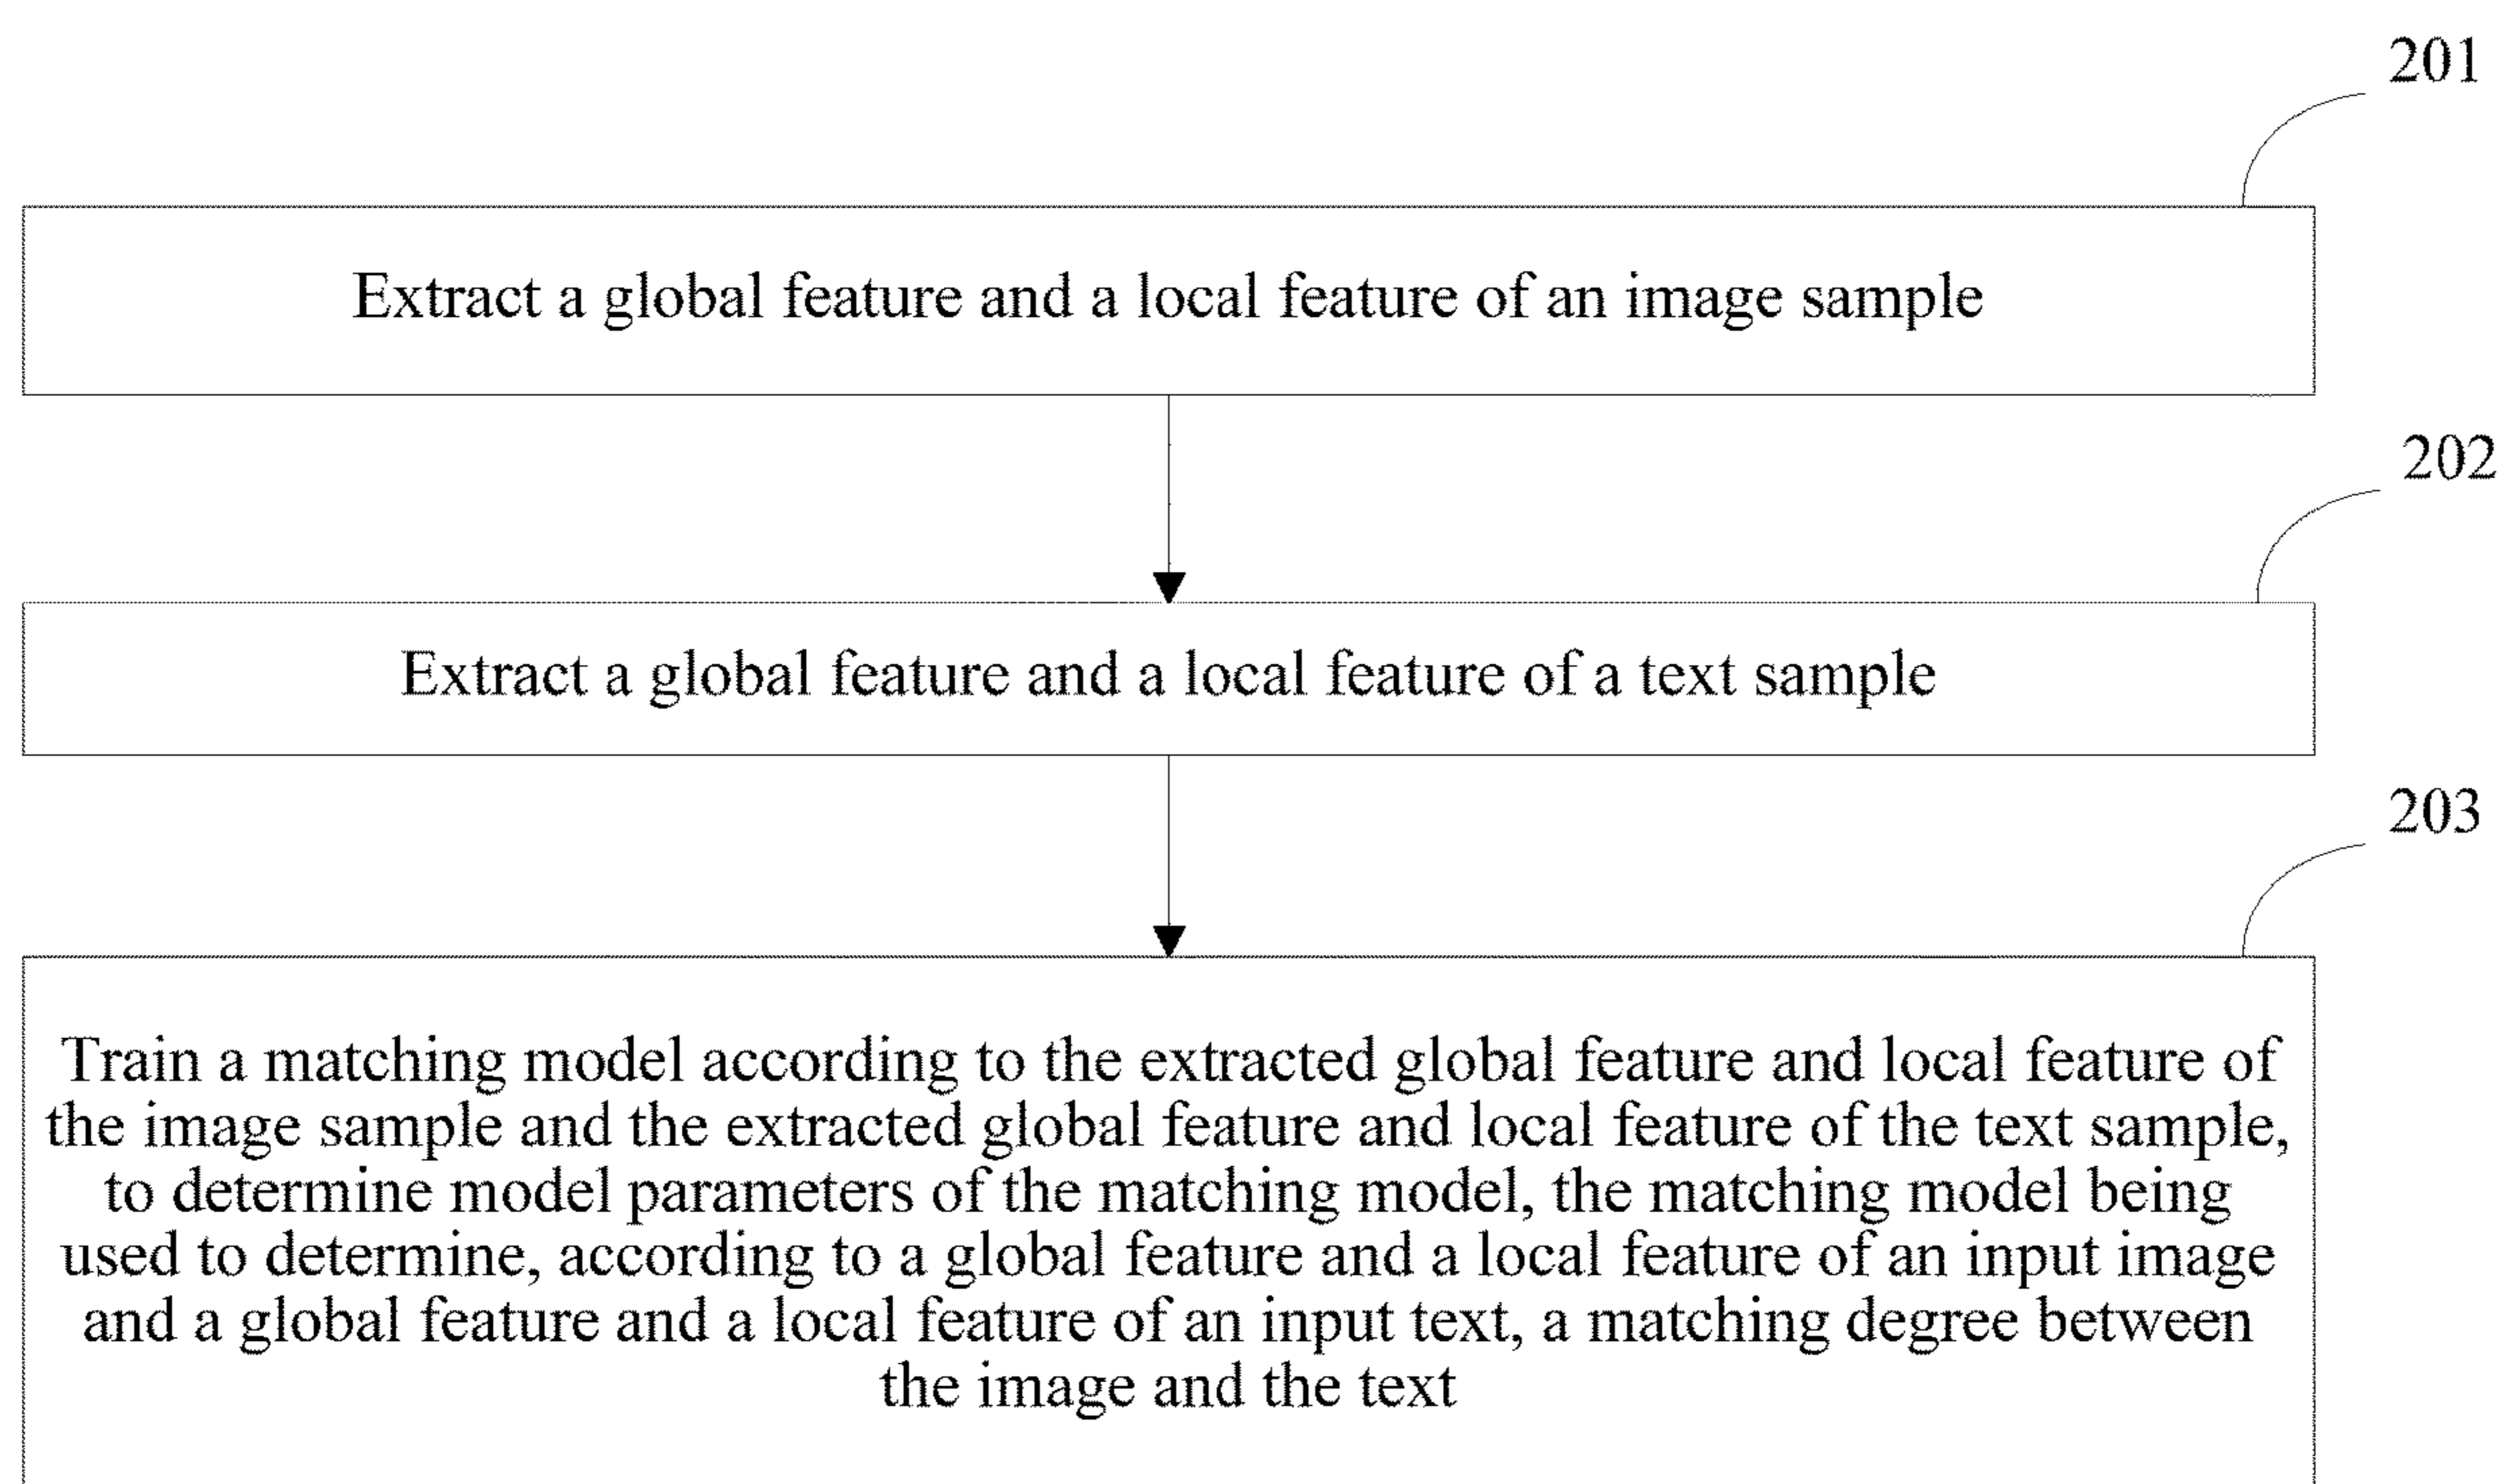 201
Extract a global feature and a local feature of an image sample
202
Extract a global feature and a local feature of a text sample
203
Train a matching model according to the extracted global feature and local feature of
the image sample and the extracted global feature and local feature of the text sample,
to determine model parameters of the matching model, the matching model being
used to determine, according to a global feature and a local feature of an input image
and a global feature and a local feature of an input text, a matching degree between
the image and the text